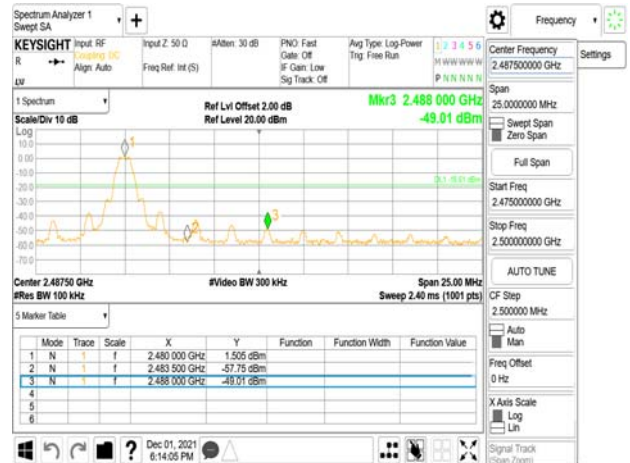 Spectrum Analyzer 1
Swept SA
+
Frequency
KEYSIGHT Input: RF
R
Coupling: DC
Align: Auto
LU
Input Z: 50 Ω
Freq Ref: Int (S)
#Atten: 30 dB
PNO: Fast
Gate: Off
IF Gain: Low
Sig Track: Off
Avg Type: Log-Power
Trig: Free Run
1 2 3 4 5 6
M W W W W W
P N N N N N
1 Spectrum
Scale/Div 10 dB
Ref Lvl Offset 2.00 dB
Ref Level 20.00 dBm
Mkr3 2.488 000 GHz
-49.01 dBm
Log
10.0
0.00
-10.0
-20.0
-30.0
-40.0
-50.0
-60.0
-70.0
1
2
3
Center 2.48750 GHz
#Res BW 100 kHz
#Video BW 300 kHz
Span 25.00 MHz
Sweep 2.40 ms (1001 pts)
5 Marker Table
Mode Trace Scale X Y Function Function Width Function Value
1 N 1 f 2.480 000 GHz 1.505 dBm
2 N 1 f 2.483 500 GHz -57.75 dBm
3 N 1 f 2.488 000 GHz -49.01 dBm
4
5
6
?
Dec 01, 2021
6:14:05 PM
Center Frequency
2.487500000 GHz
Settings
Span
25.0000000 MHz
Swept Span
Zero Span
Full Span
Start Freq
2.475000000 GHz
Stop Freq
2.500000000 GHz
AUTO TUNE
CF Step
2.500000 MHz
Auto
Man
Freq Offset
0 Hz
X Axis Scale
Log
Lin
Signal Track
(Span Zoom)